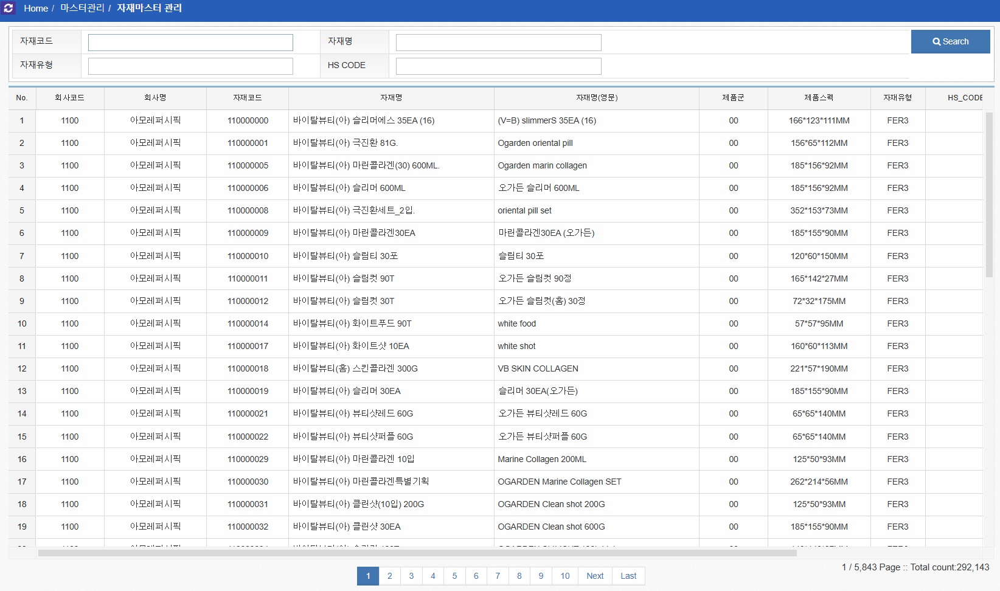 Home / 마스터관리 / 자재마스터 관리
자재코드 자재명 Search
자재유형 HS CODE
No. 회사코드 회사명 자재코드 자재명 자재명(영문) 제품군 제품스펙 자재유형 HS_CODE
1 1100 아모레퍼시픽 110000000 바이탈뷰티(아) 슬리머에스 35EA (16) (V=B) slimmerS 35EA (16) 00 166*123*111MM FER3
2 1100 아모레퍼시픽 110000001 바이탈뷰티(아) 극진환 81G. Ogarden oriental pill 00 156*65*112MM FER3
3 1100 아모레퍼시픽 110000005 바이탈뷰티(아) 마린콜라겐(30) 600ML. Ogarden marin collagen 00 185*156*92MM FER3
4 1100 아모레퍼시픽 110000006 바이탈뷰티(아) 슬리머 600ML 오가든 슬리머 600ML 00 185*156*92MM FER3
5 1100 아모레퍼시픽 110000008 바이탈뷰티(아) 극진환세트_2입. oriental pill set 00 352*153*73MM FER3
6 1100 아모레퍼시픽 110000009 바이탈뷰티(아) 마린콜라겐30EA 마린콜라겐30EA (오가든) 00 185*155*90MM FER3
7 1100 아모레퍼시픽 110000010 바이탈뷰티(아) 슬림티 30포 슬림티 30포 00 120*60*150MM FER3
8 1100 아모레퍼시픽 110000011 바이탈뷰티(아) 슬림컷 90T 오가든 슬림컷 90정 00 165*142*27MM FER3
9 1100 아모레퍼시픽 110000012 바이탈뷰티(아) 슬림컷 30T 오가든 슬림컷(홈) 30정 00 72*32*175MM FER3
10 1100 아모레퍼시픽 110000014 바이탈뷰티(아) 화이트푸드 90T white food 00 57*57*95MM FER3
11 1100 아모레퍼시픽 110000017 바이탈뷰티(아) 화이트샷 10EA white shot 00 160*60*113MM FER3
12 1100 아모레퍼시픽 110000018 바이탈뷰티(홈) 스킨콜라겐 300G VB SKIN COLLAGEN 00 221*57*190MM FER3
13 1100 아모레퍼시픽 110000019 바이탈뷰티(아) 슬리머 30EA 슬리머 30EA(오가든) 00 185*155*90MM FER3
14 1100 아모레퍼시픽 110000021 바이탈뷰티(아) 뷰티샷레드 60G 오가든 뷰티샷레드 60G 00 65*65*140MM FER3
15 1100 아모레퍼시픽 110000022 바이탈뷰티(아) 뷰티샷퍼플 60G 오가든 뷰티샷퍼플 60G 00 65*65*140MM FER3
16 1100 아모레퍼시픽 110000029 바이탈뷰티(아) 마린콜라겐 10입 Marine Collagen 200ML 00 125*50*93MM FER3
17 1100 아모레퍼시픽 110000030 바이탈뷰티(아) 마린콜라겐특별기획 OGARDEN Marine Collagen SET 00 262*214*56MM FER3
18 1100 아모레퍼시픽 110000031 바이탈뷰티(아) 클린샷(10입) 200G OGARDEN Clean shot 200G 00 125*50*93MM FER3
19 1100 아모레퍼시픽 110000032 바이탈뷰티(아) 클린샷 30EA OGARDEN Clean shot 600G 00 185*155*90MM FER3
1 / 5,843 Page :: Total count:292,143
1 2 3 4 5 6 7 8 9 10 Next Last